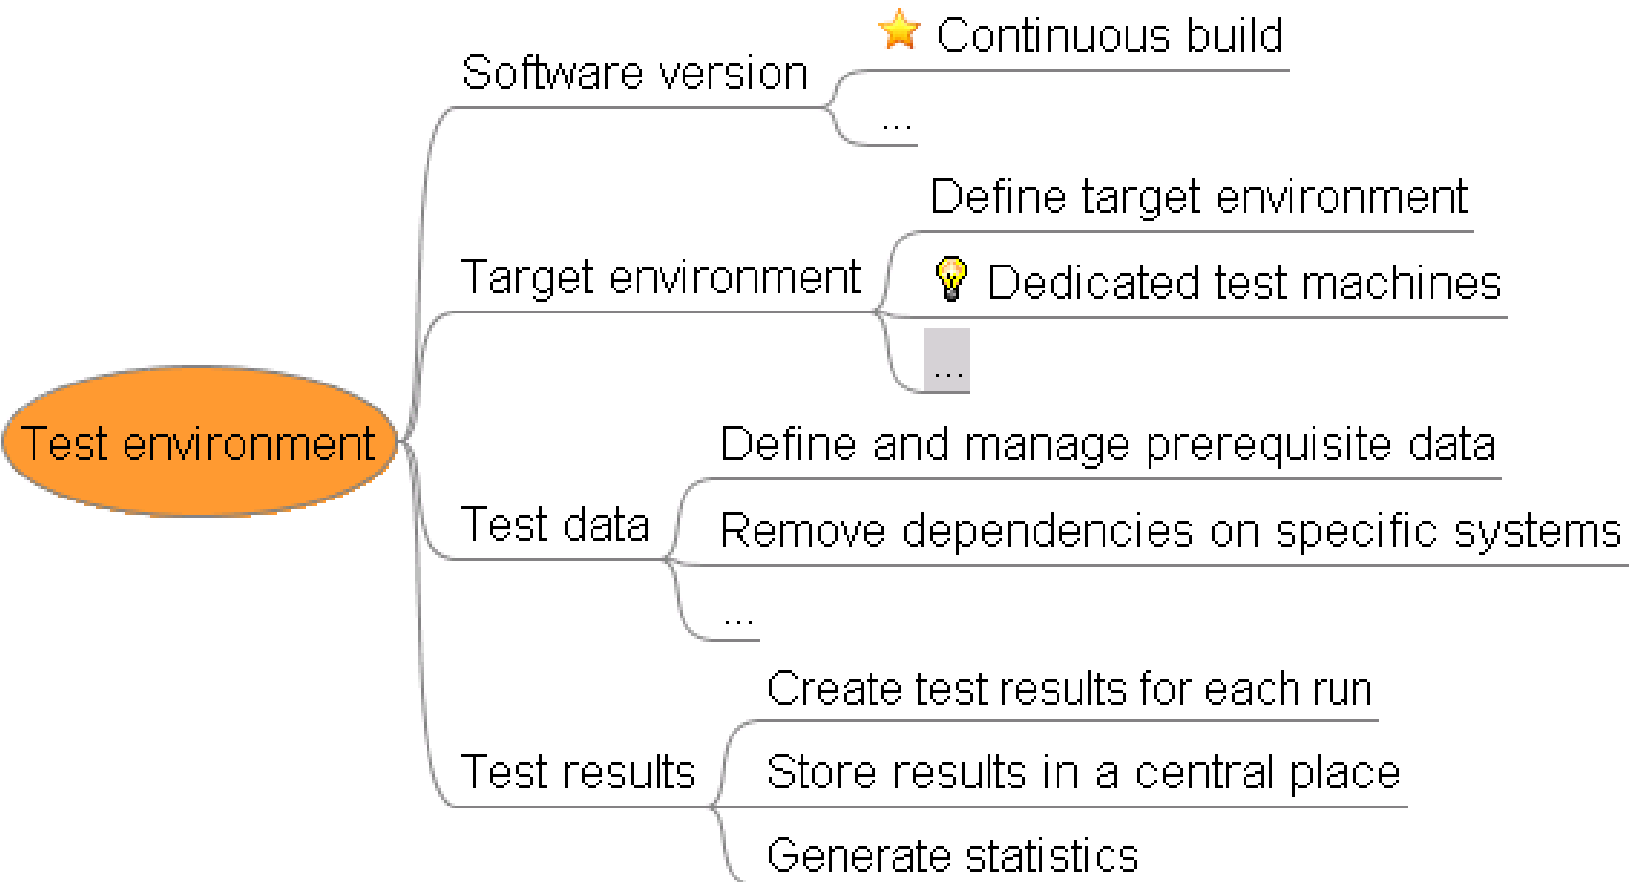 Test environment
Software version
Continuous build
...
Target environment
Define target environment
Dedicated test machines
...
Test data
Define and manage prerequisite data
Remove dependencies on specific systems
...
Test results
Create test results for each run
Store results in a central place
Generate statistics